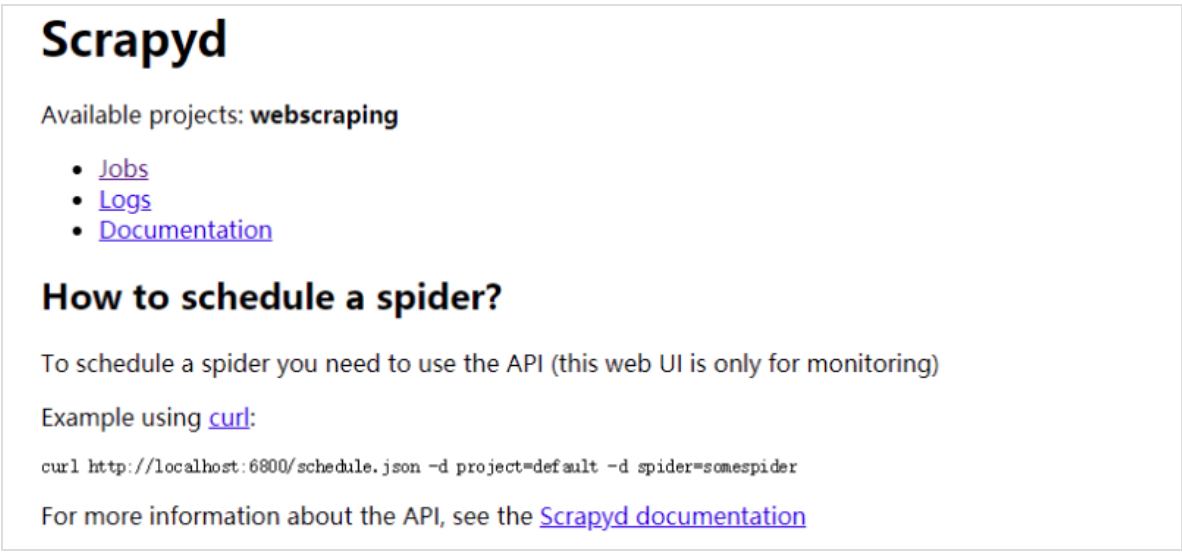 Scrapyd
Available projects: webscraping
Jobs
Logs
Documentation
How to schedule a spider?
To schedule a spider you need to use the API (this web UI is only for monitoring)
Example using curl:
curl http://localhost:6800/schedule.json -d project=default -d spider=somespider
For more information about the API, see the Scrapyd documentation